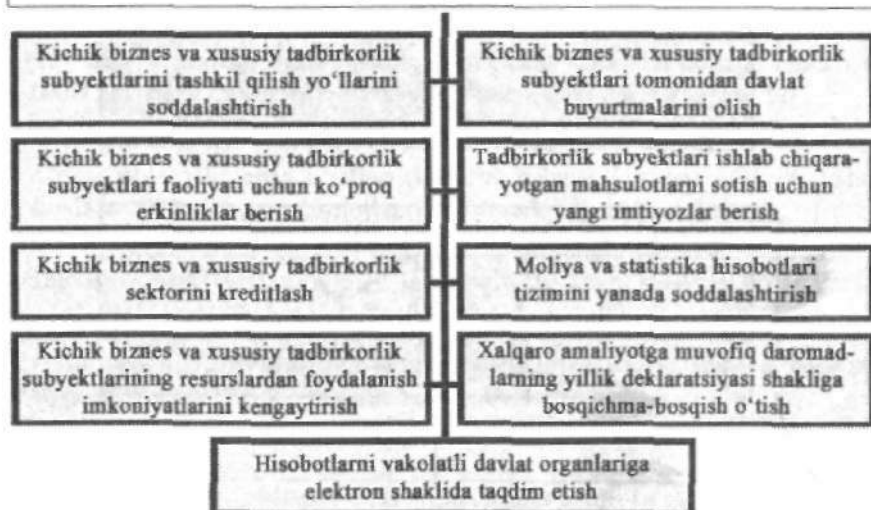 Kichik biznes va xususiy tadbirkorlik
subyektlarini tashkil qilish yo‘llarini
soddalashtirish
Kichik biznes va xususiy tadbirkorlik
subyektlari tomonidan davlat
buyurtmalarini olish
Kichik biznes va xususiy tadbirkorlik
subyektlari faoliyati uchun ko‘proq
erkinliklar berish
Tadbirkorlik subyektlari ishlab chiqara-
yotgan mahsulotlarni sotish uchun
yangi imtiyozlar berish
Kichik biznes va xususiy tadbirkorlik
sektorini kreditlash
Moliya va statistika hisobotlari
tizimini yanada soddalashtirish
Kichik biznes va xususiy tadbirkorlik
subyektlarining resurslardan foydalanish
imkoniyatlarini kengaytirish
Xalqaro amaliyotga muvofiq daromad-
larning yillik deklaratsiyasi shakliga
bosqichma-bosqish o‘tish
Hisobotlarni vakolatli davlat organlariga
elektron shaklida taqdim etish